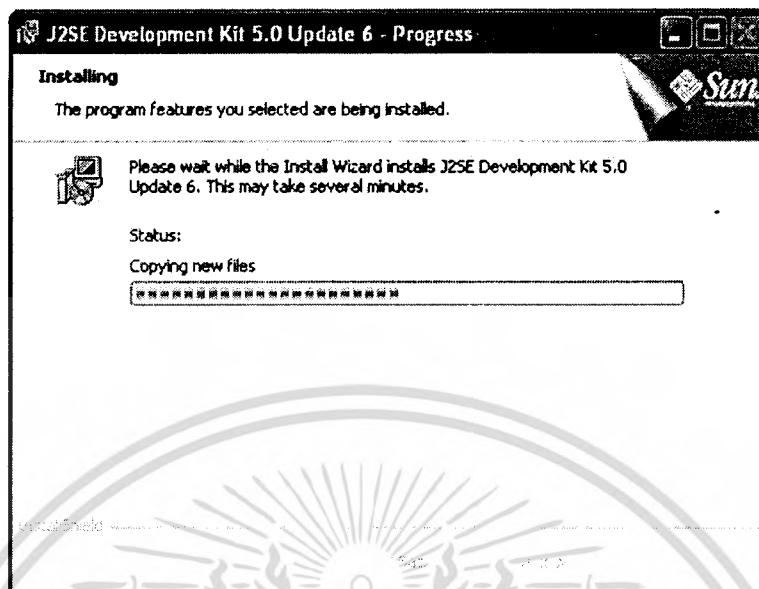 J2SE Development Kit 5.0 Update 6 - Progress
Installing
The program features you selected are being installed.
Sun
Please wait while the Install Wizard installs J2SE Development Kit 5.0
Update 6. This may take several minutes.
Status:
Copying new files
InstallShield